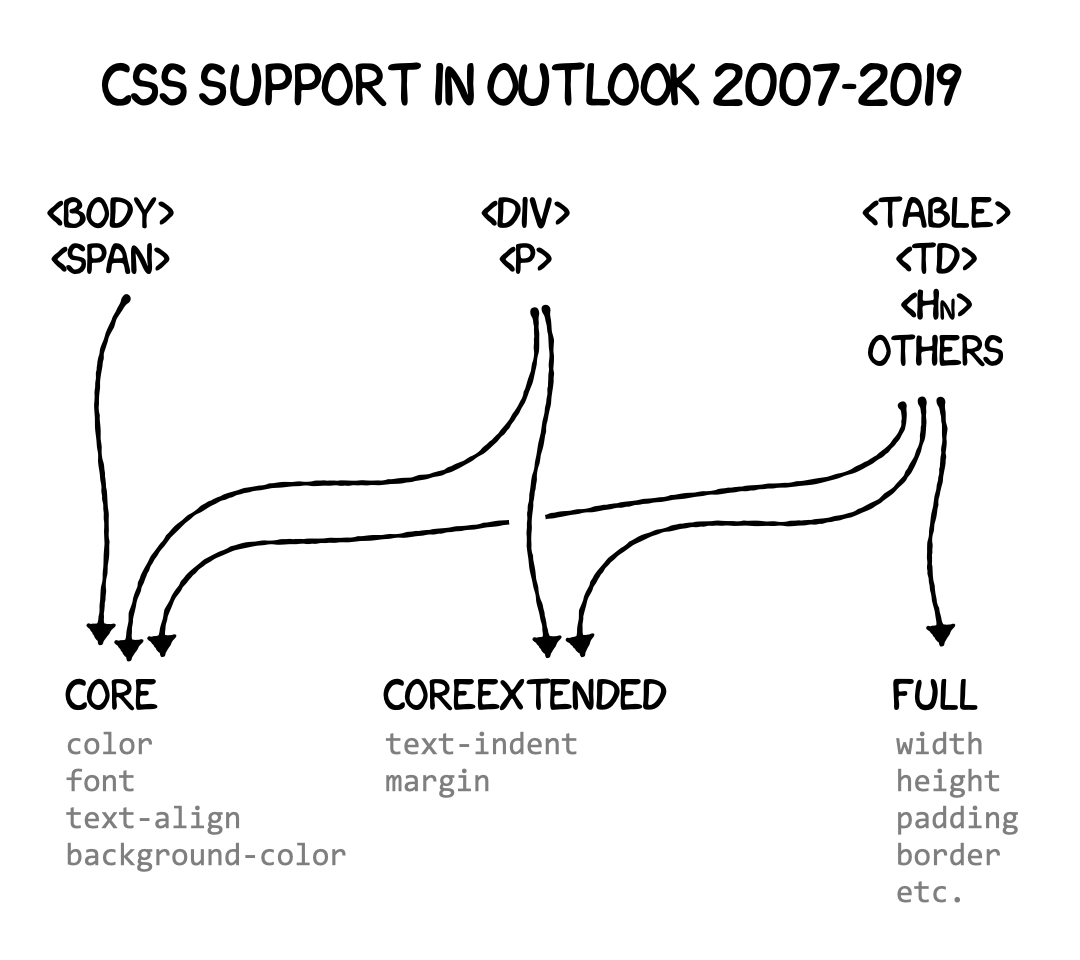 CSS SUPPORT IN OUTLOOK 2007-2019
<BODY>
<SPAN>
<DIV>
<P>
<TABLE>
<TD>
<HN>
OTHERS
CORE
color
font
text-align
background-color
COREEXTENDED
text-indent
margin
FULL
width
height
padding
border
etc.